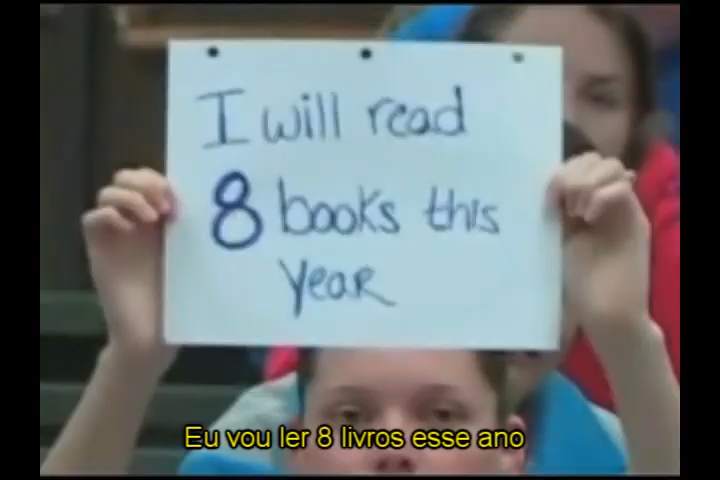 I will read
8 books this
year
Eu vou ler 8 livros esse ano